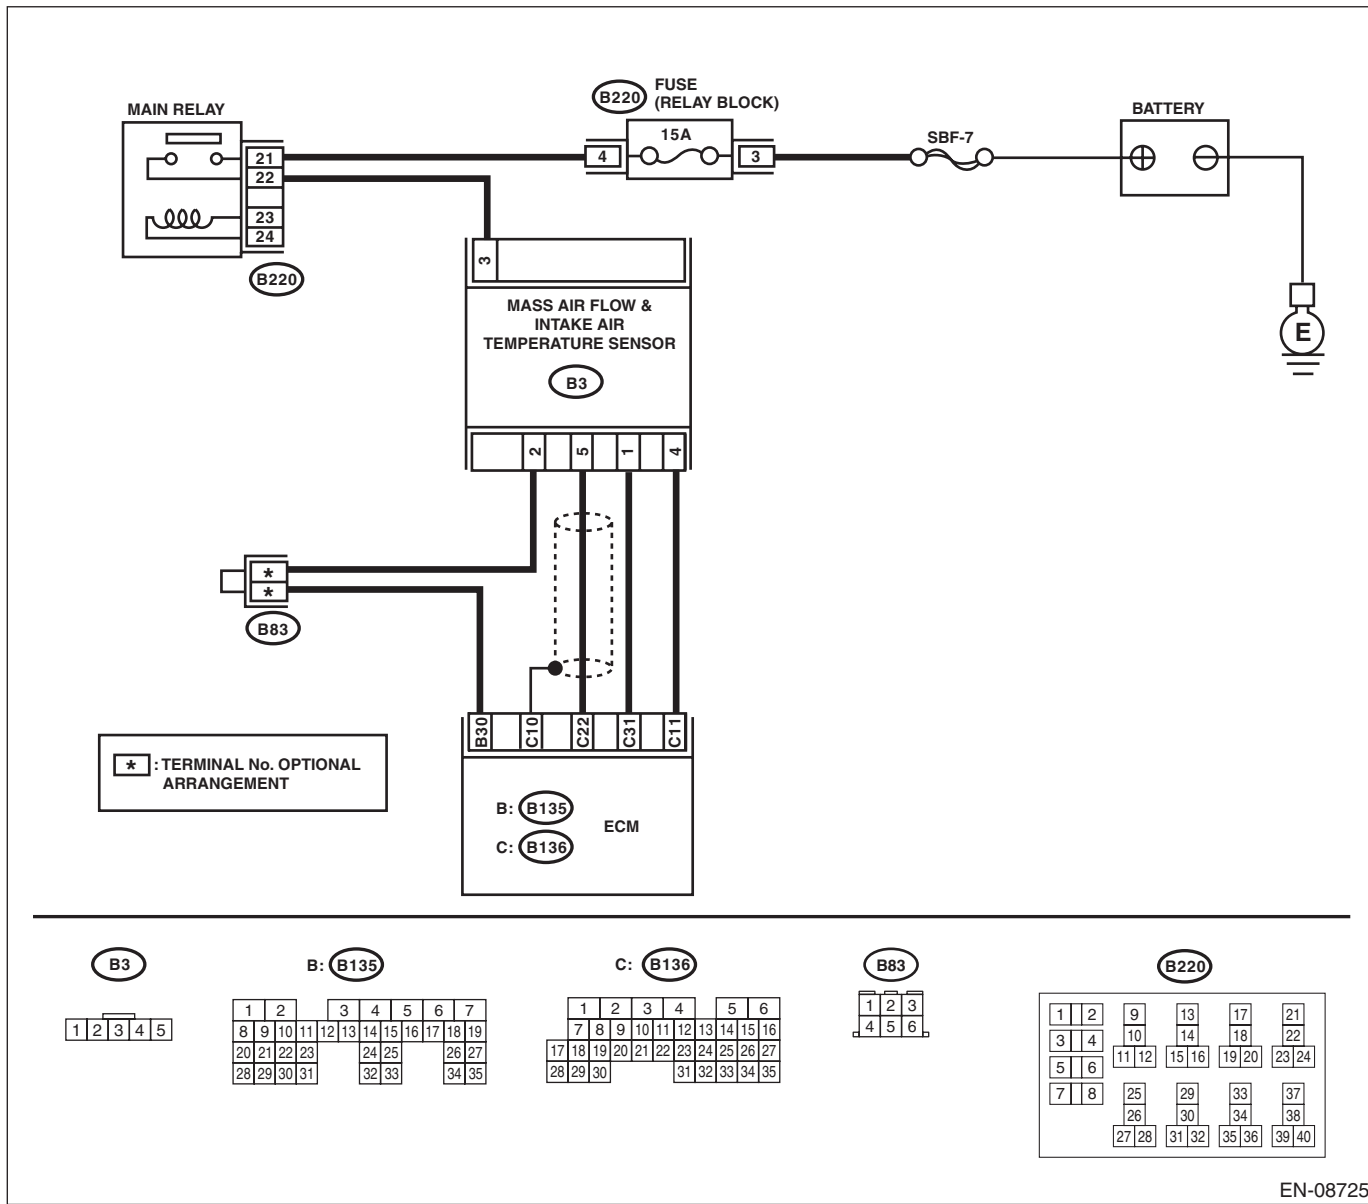 MAIN RELAY
B220
FUSE
(RELAY BLOCK)
15A
4
3
SBF-7
BATTERY
21
22
23
24
B220
3
E
MASS AIR FLOW &
INTAKE AIR
TEMPERATURE SENSOR
B3
2 5 1 4
*
*
B83
B30 C10 C22 C31 C11
* : TERMINAL No. OPTIONAL
ARRANGEMENT
B: B135
ECM
C: B136
B3
1 2 3 4 5
B: B135
1 2 3 4 5 6 7
8 9 10 11 12 13 14 15 16 17 18 19
20 21 22 23 24 25 26 27
28 29 30 31 32 33 34 35
C: B136
1 2 3 4 5 6
7 8 9 10 11 12 13 14 15 16
17 18 19 20 21 22 23 24 25 26 27
28 29 30 31 32 33 34 35
B83
1 2 3
4 5 6
B220
1 2 9 13 17 21
3 4 10 14 18 22
5 6 11 12 15 16 19 20 23 24
7 8 25 29 33 37
26 30 34 38
27 28 31 32 35 36 39 40
EN-08725